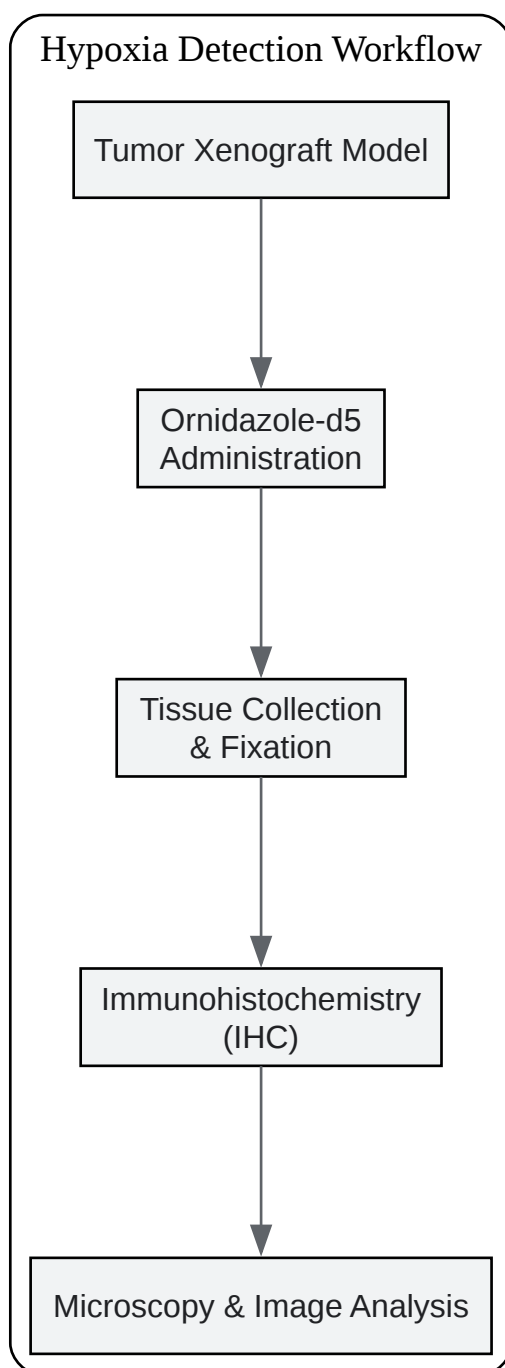 Hypoxia Detection Workflow
Tumor Xenograft Model
Ornidazole-d5
Administration
Tissue Collection
& Fixation
Immunohistochemistry
(IHC)
Microscopy & Image Analysis